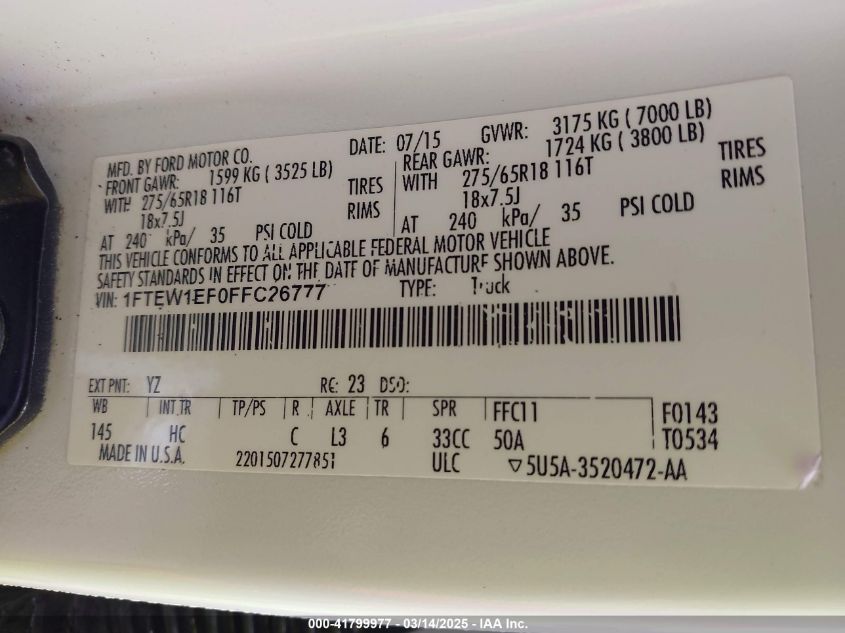 MFD. BY FORD MOTOR CO. DATE: 07/15 GVWR: 3175 KG ( 7000 LB)
FRONT GAWR: 1599 KG ( 3525 LB) REAR GAWR: 1724 KG ( 3800 LB)
WITH 275/65R18 116T TIRES WITH 275/65R18 116T TIRES
18x7.5J RIMS 18x7.5J RIMS
AT 240 kPa/ 35 PSI COLD AT 240 kPa/ 35 PSI COLD
THIS VEHICLE CONFORMS TO ALL APPLICABLE FEDERAL MOTOR VEHICLE
SAFETY STANDARDS IN EFFECT ON THE DATE OF MANUFACTURE SHOWN ABOVE.
VIN: 1FTEW1EF0FFC26777 TYPE: Truck
EXT PNT: YZ RC: 23 DSO:
WB INT TR TP/PS R AXLE TR SPR FFC11 F0143
145 HC C L3 6 33CC 50A T0534
MADE IN U.S.A. 2201507277851 ULC ▽5U5A-3520472-AA
000-41799977 - 03/14/2025 - IAA Inc.